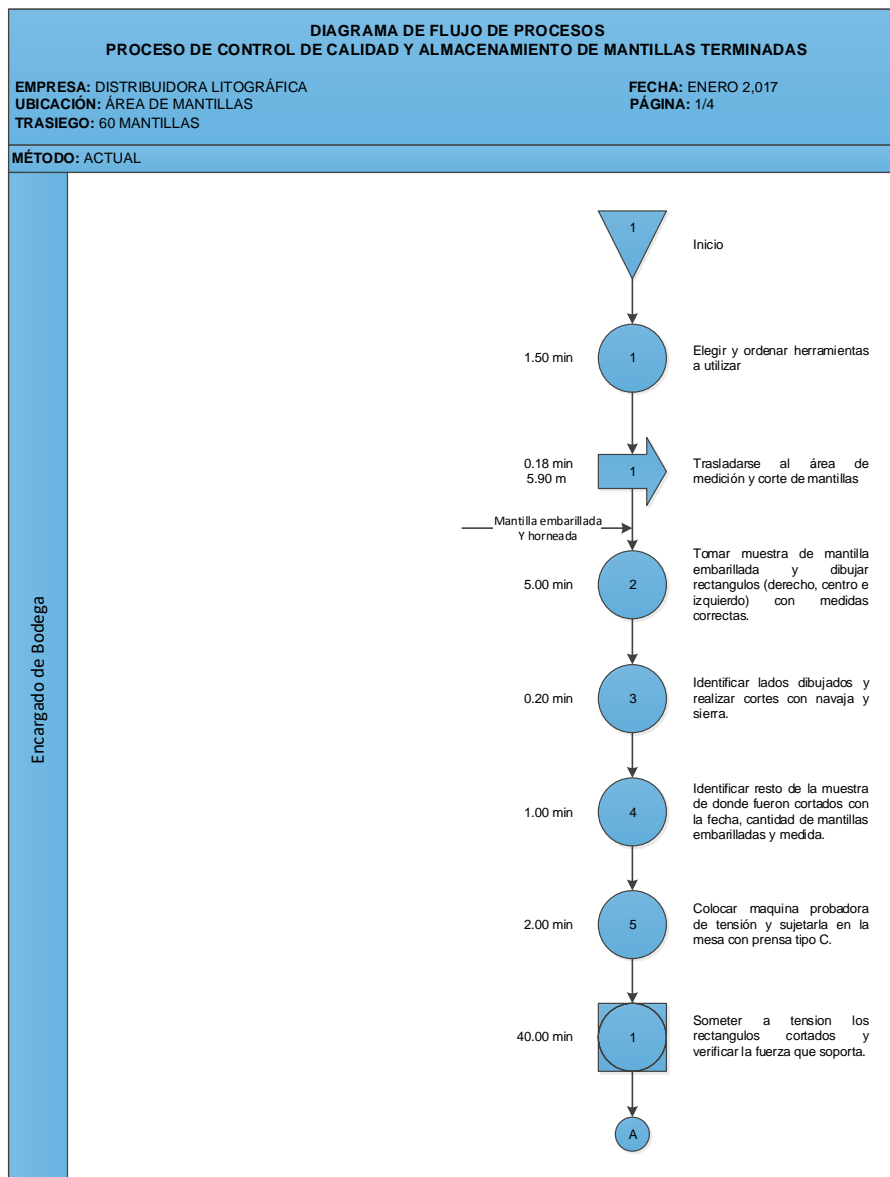 DIAGRAMA DE FLUJO DE PROCESOS
PROCESO DE CONTROL DE CALIDAD Y ALMACENAMIENTO DE MANTILLAS TERMINADAS
EMPRESA: DISTRIBUIDORA LITOGRÁFICA
UBICACIÓN: ÁREA DE MANTILLAS
TRASIEGO: 60 MANTILLAS
FECHA: ENERO 2,017
PÁGINA: 1/4
MÉTODO: ACTUAL
Encargado de Bodega
1
Inicio
1.50 min
1
Elegir y ordenar herramientas
a utilizar
0.18 min
5.90 m
1
Trasladarse al área de
medición y corte de mantillas
Mantilla embarillada
Y horneada
5.00 min
2
Tomar muestra de mantilla
embarillada y dibujar
rectangulos (derecho, centro e
izquierdo) con medidas
correctas.
0.20 min
3
Identificar lados dibujados y
realizar cortes con navaja y
sierra.
1.00 min
4
Identificar resto de la muestra
de donde fueron cortados con
la fecha, cantidad de mantillas
embarilladas y medida.
2.00 min
5
Colocar maquina probadora
de tensión y sujetarla en la
mesa con prensa tipo C.
40.00 min
1
Someter a tension los
rectangulos cortados y
verificar la fuerza que soporta.
A